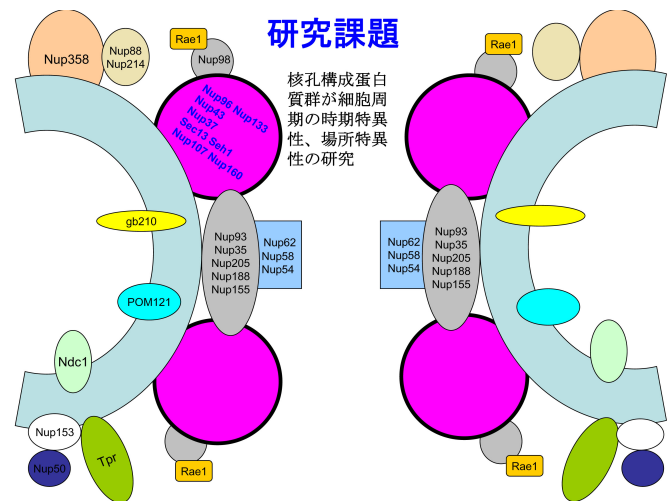 研究課題
核孔構成蛋白
質群が細胞周
期の時期特異
性、場所特異
性の研究
Nup358
Nup88
Nup214
Rae1
Nup98
Nup96 Nup133
Nup43
Nup37
Sec13 Seh1
Nup107 Nup160
gb210
Nup93
Nup35
Nup205
Nup188
Nup155
Nup62
Nup58
Nup54
POM121
Ndc1
Nup153
Nup50
Tpr
Rae1
Rae1
Nup62
Nup58
Nup54
Nup93
Nup35
Nup205
Nup188
Nup155
Rae1